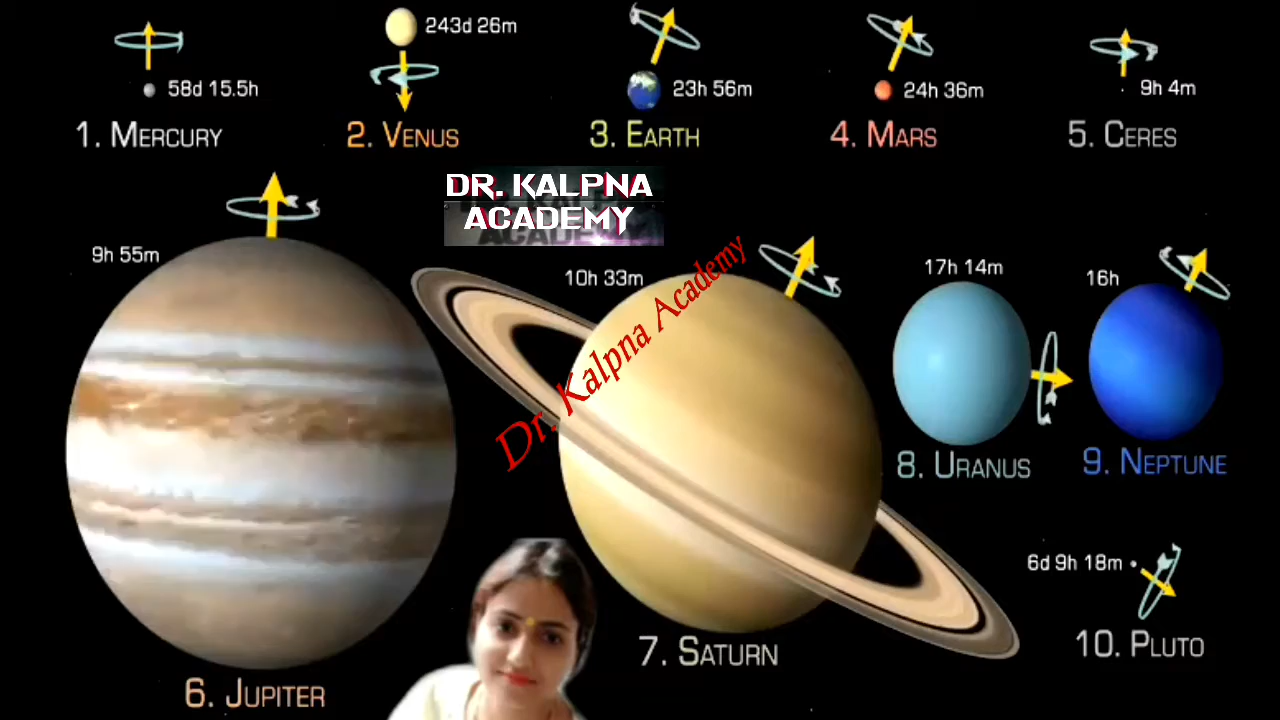 243d 26m
58d 15.5h
23h 56m
24h 36m
9h 4m
1. MERCURY
2. VENUS
3. EARTH
4. MARS
5. CERES
DR. KALPNA
ACADEMY
9h 55m
10h 33m
17h 14m
16h
Dr. Kalpna Academy
8. URANUS
9. NEPTUNE
6d 9h 18m
7. SATURN
10. PLUTO
6. JUPITER